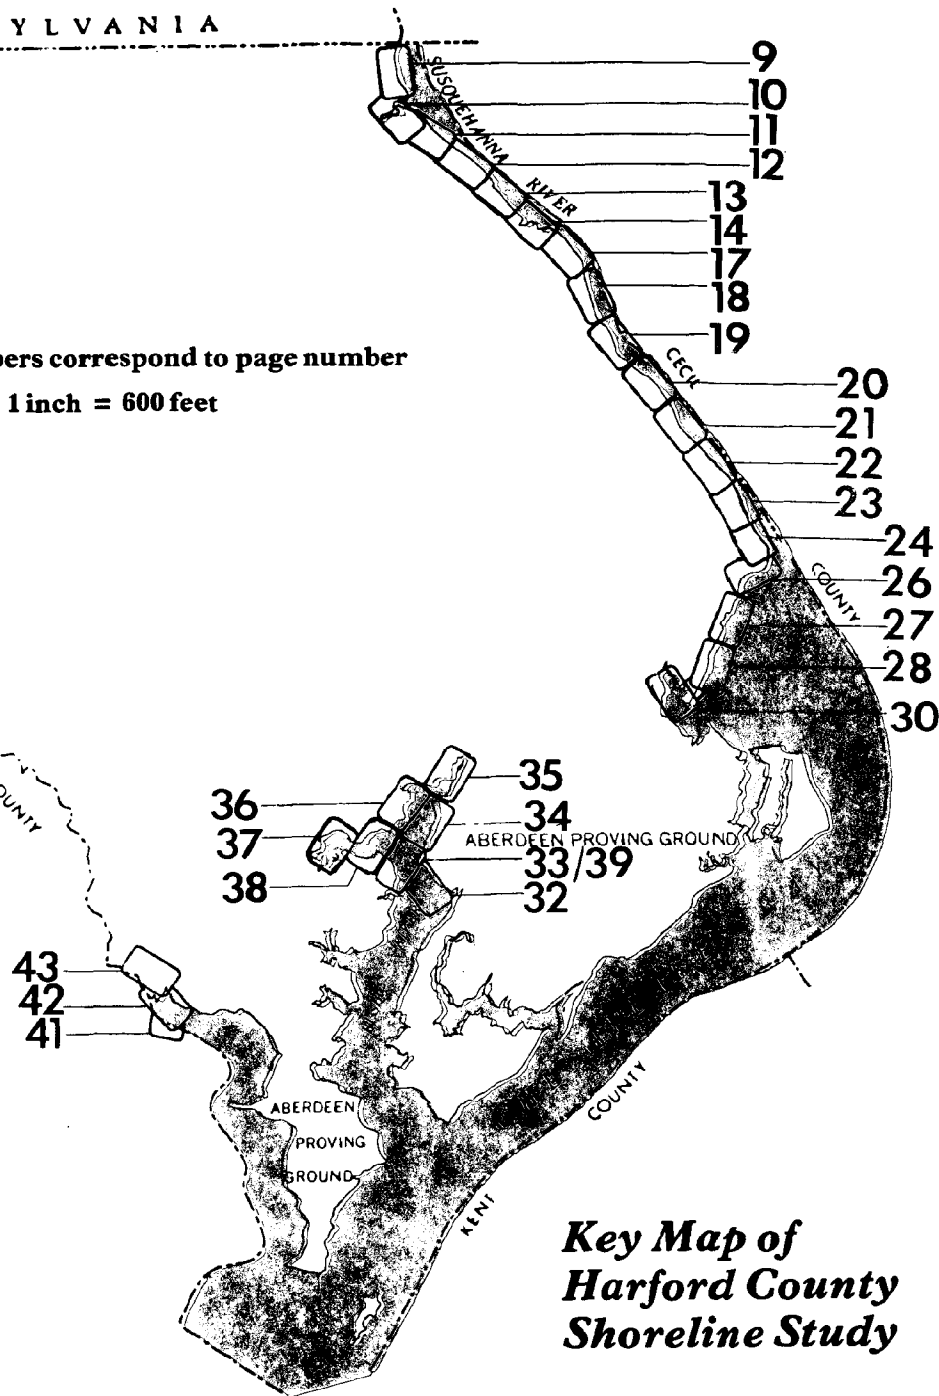 Y L V A N I A
SUSQUEHANNA
RIVER
9
10
11
12
13
14
17
18
19
CECIL
20
21
22
23
24
COUNTY
26
27
28
30
bers correspond to page number
1 inch = 600 feet
OUNTY
35
36
34
37
ABERDEEN PROVING GROUND
33/39
38
32
43
42
41
ABERDEEN
PROVING
GROUND
COUNTY
KENT
Key Map of
Harford County
Shoreline Study